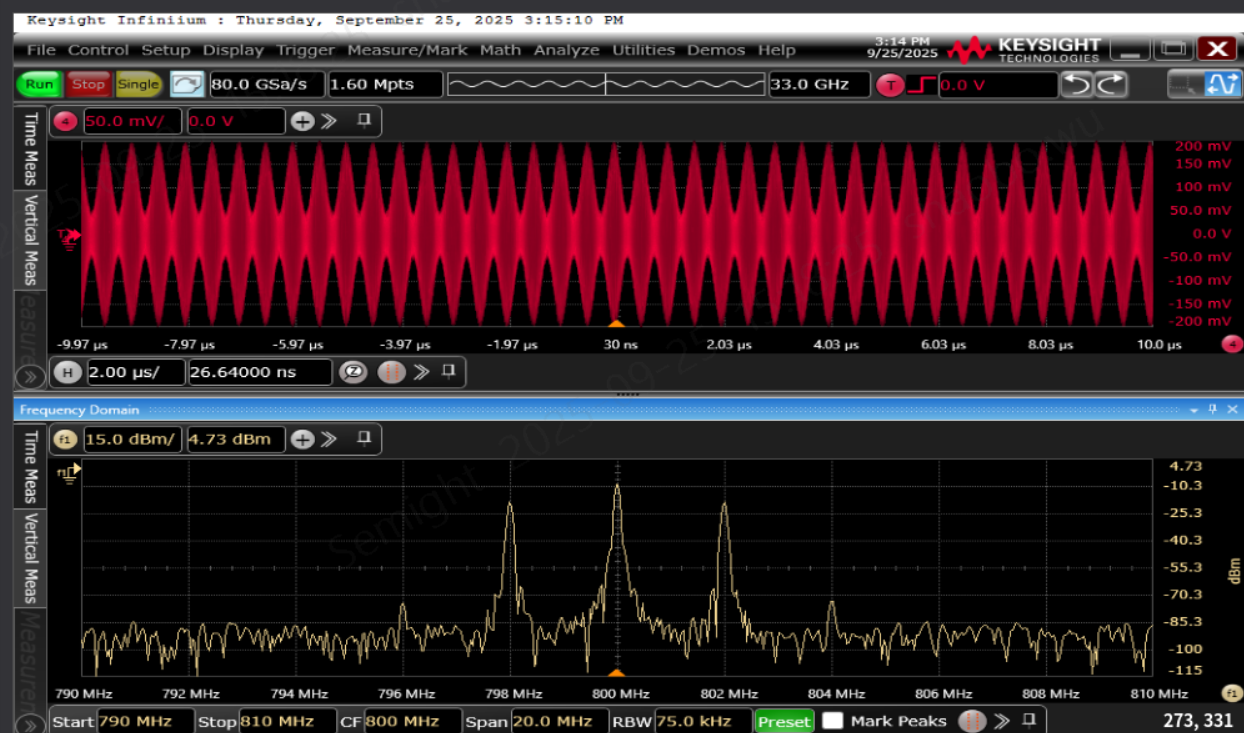 Keysight Infiniium : Thursday, September 25, 2025 3:15:10 PM
File Control Setup Display Trigger Measure/Mark Math Analyze Utilities Demos Help
3:14 PM
9/25/2025
KEYSIGHT
TECHNOLOGIES
X
Run Stop Single 80.0 GSa/s 1.60 Mpts 33.0 GHz T 0.0 V
Time Meas
Vertical Meas
4 50.0 mV/ 0.0 V
200 mV
150 mV
100 mV
50.0 mV
0.0 V
-50.0 mV
-100 mV
-150 mV
-200 mV
-9.97 µs -7.97 µs -5.97 µs -3.97 µs -1.97 µs 30 ns 2.03 µs 4.03 µs 6.03 µs 8.03 µs 10.0 µs 4
H 2.00 µs/ 26.64000 ns
Frequency Domain
Time Meas
Vertical Meas
Measure
f1 15.0 dBm/ 4.73 dBm
4.73
-10.3
-25.3
-40.3
-55.3
-70.3
-85.3
-100
-115
dBm
790 MHz 792 MHz 794 MHz 796 MHz 798 MHz 800 MHz 802 MHz 804 MHz 806 MHz 808 MHz 810 MHz f1
Start 790 MHz Stop 810 MHz CF 800 MHz Span 20.0 MHz RBW 75.0 kHz Preset Mark Peaks 273, 331
Semight 2025-09-25